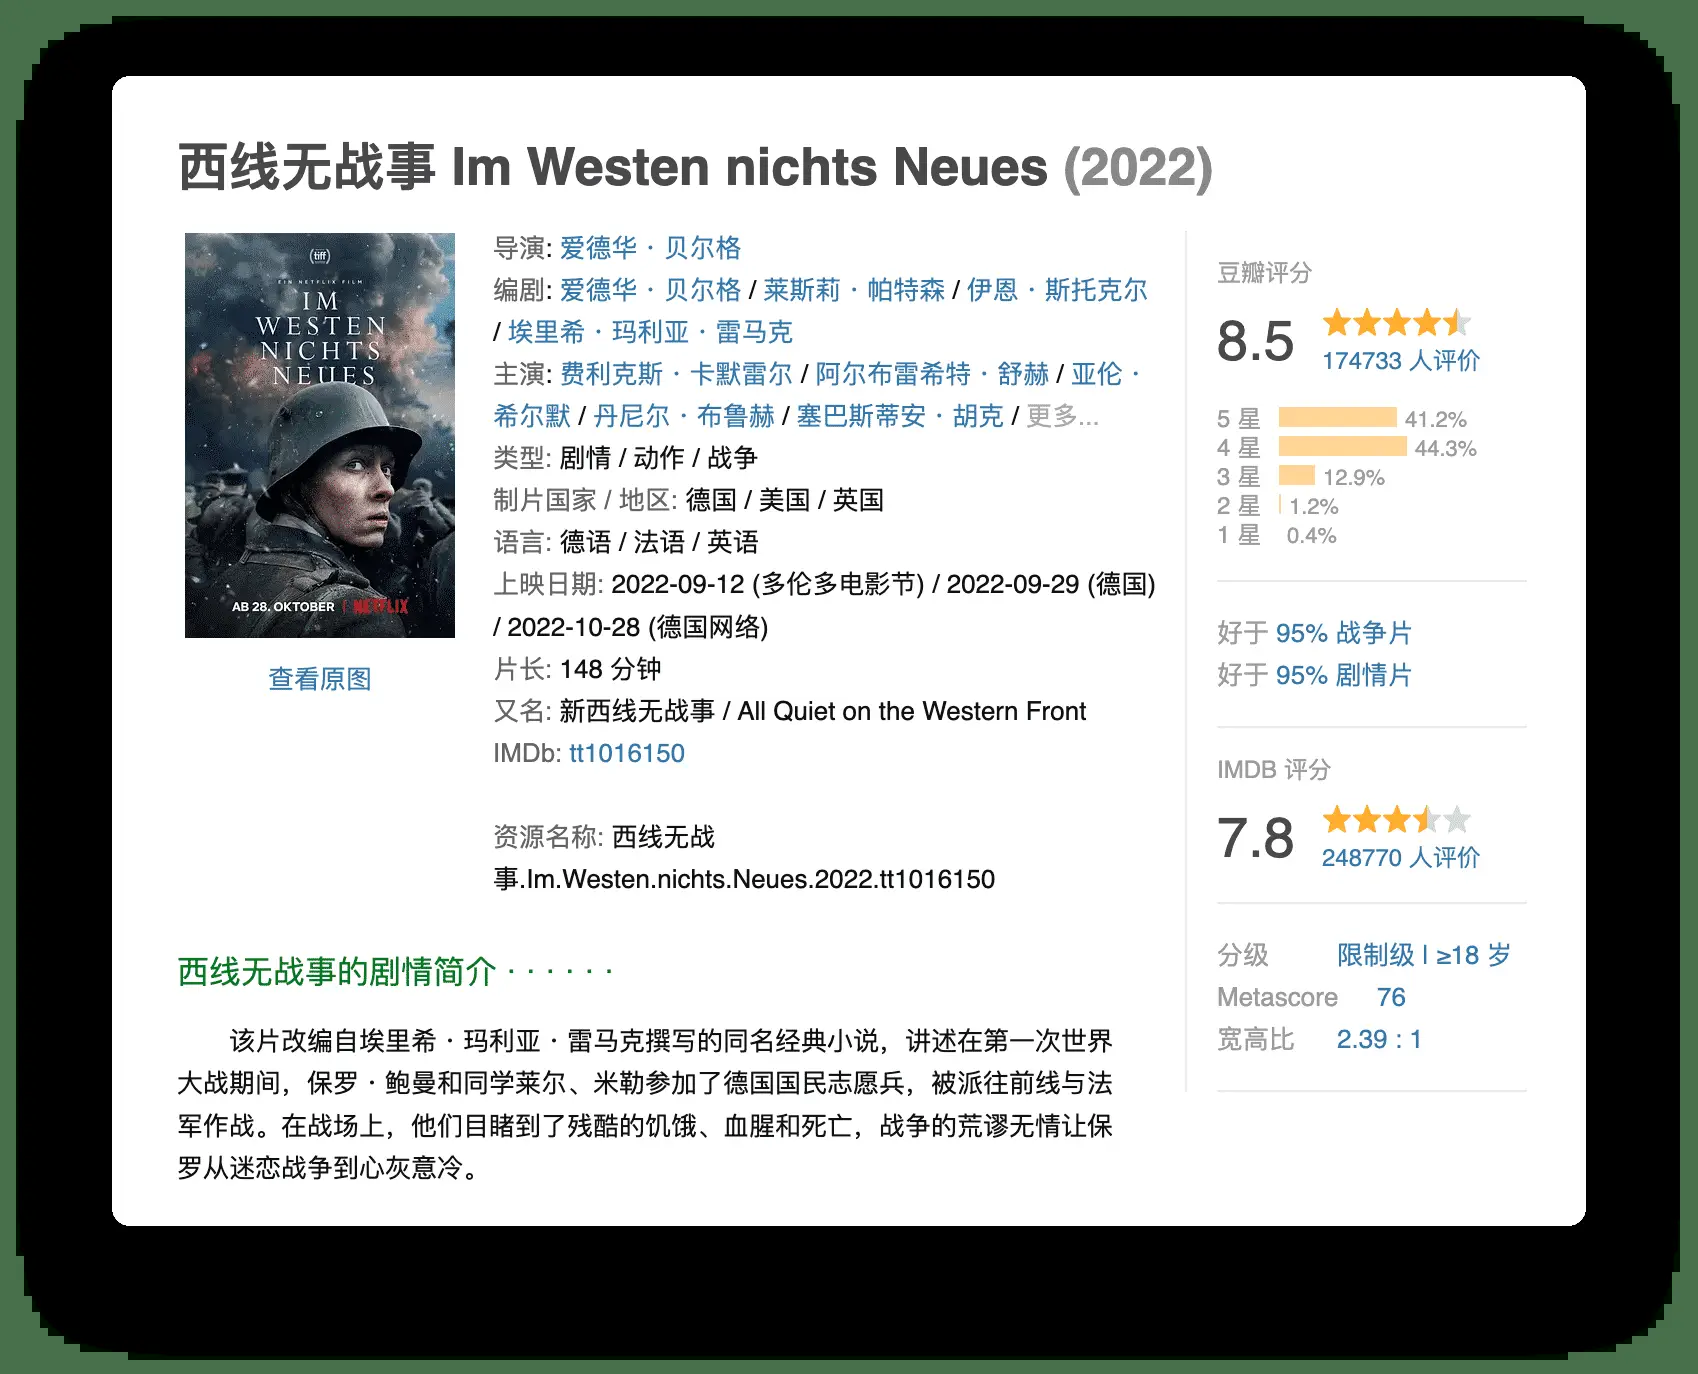 西线无战事 Im Westen nichts Neues (2022)
tiff
EIN NETFLIX FILM
IM
WESTEN
NICHTS
NEUES
AB 28. OKTOBER | NETFLIX
查看原图
导演: 爱德华 · 贝尔格
编剧: 爱德华 · 贝尔格 / 莱斯莉 · 帕特森 / 伊恩 · 斯托克尔
/ 埃里希 · 玛利亚 · 雷马克
主演: 费利克斯 · 卡默雷尔 / 阿尔布雷希特 · 舒赫 / 亚伦 ·
希尔默 / 丹尼尔 · 布鲁赫 / 塞巴斯蒂安 · 胡克 / 更多...
类型: 剧情 / 动作 / 战争
制片国家 / 地区: 德国 / 美国 / 英国
语言: 德语 / 法语 / 英语
上映日期: 2022-09-12 (多伦多电影节) / 2022-09-29 (德国)
/ 2022-10-28 (德国网络)
片长: 148 分钟
又名: 新西线无战事 / All Quiet on the Western Front
IMDb: tt1016150
资源名称: 西线无战
事.Im.Westen.nichts.Neues.2022.tt1016150
豆瓣评分
8.5
174733 人评价
5 星 41.2%
4 星 44.3%
3 星 12.9%
2 星 1.2%
1 星 0.4%
好于 95% 战争片
好于 95% 剧情片
IMDB 评分
7.8
248770 人评价
分级 限制级 | ≥18 岁
Metascore 76
宽高比 2.39 : 1
西线无战事的剧情简介 · · · · · ·
该片改编自埃里希 · 玛利亚 · 雷马克撰写的同名经典小说，讲述在第一次世界
大战期间，保罗 · 鲍曼和同学莱尔、米勒参加了德国国民志愿兵，被派往前线与法
军作战。在战场上，他们目睹到了残酷的饥饿、血腥和死亡，战争的荒谬无情让保
罗从迷恋战争到心灰意冷。